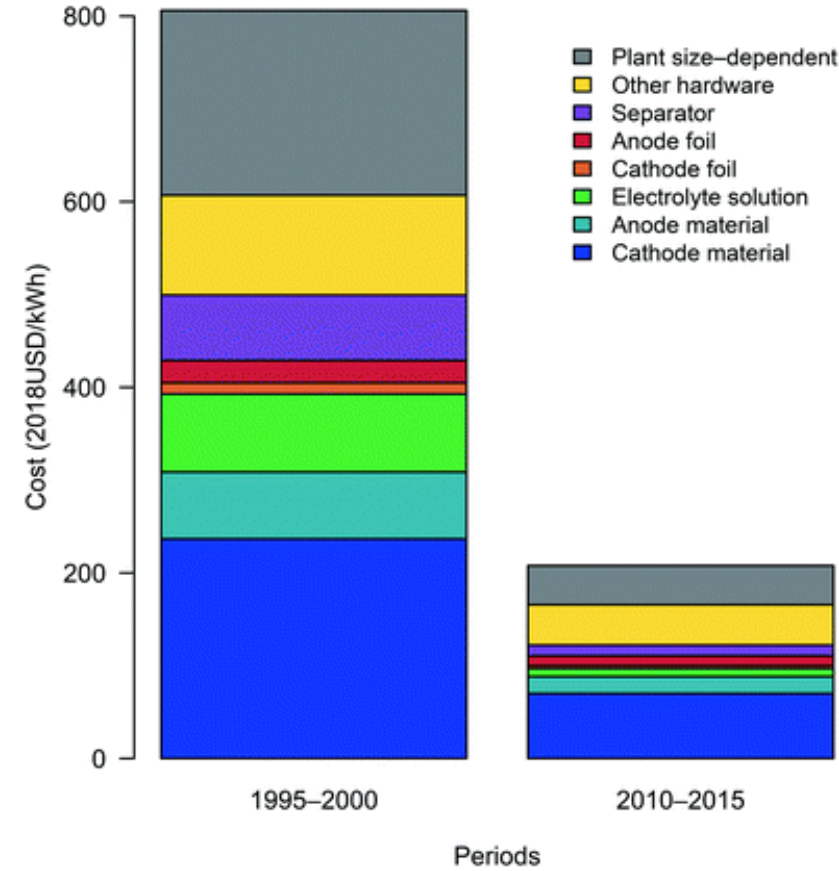 800
600
400
200
0
Cost (2018USD/kWh)
Plant size–dependent
Other hardware
Separator
Anode foil
Cathode foil
Electrolyte solution
Anode material
Cathode material
1995–2000
2010–2015
Periods